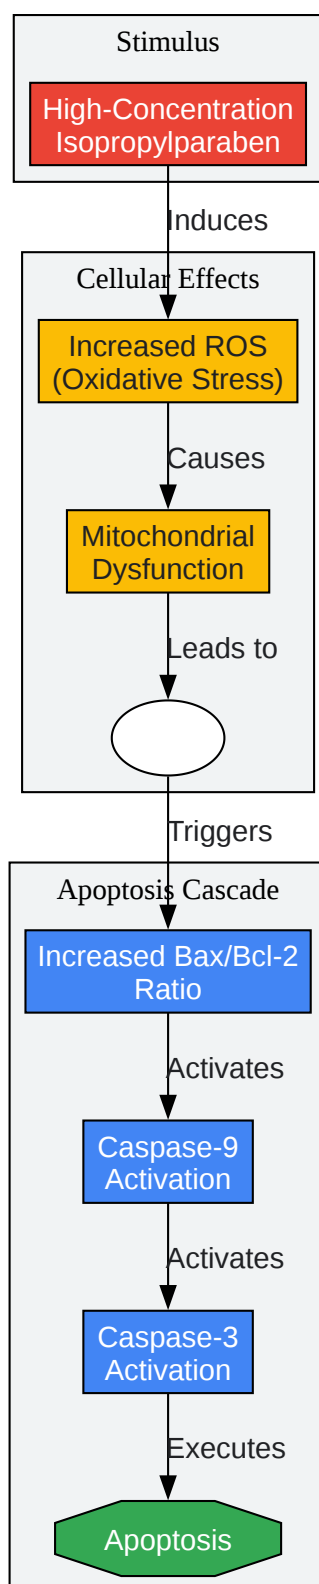 Stimulus
High-Concentration
Isopropylparaben
Induces
Cellular Effects
Increased ROS
(Oxidative Stress)
Causes
Mitochondrial
Dysfunction
Leads to
Triggers
Apoptosis Cascade
Increased Bax/Bcl-2
Ratio
Activates
Caspase-9
Activation
Activates
Caspase-3
Activation
Executes
Apoptosis